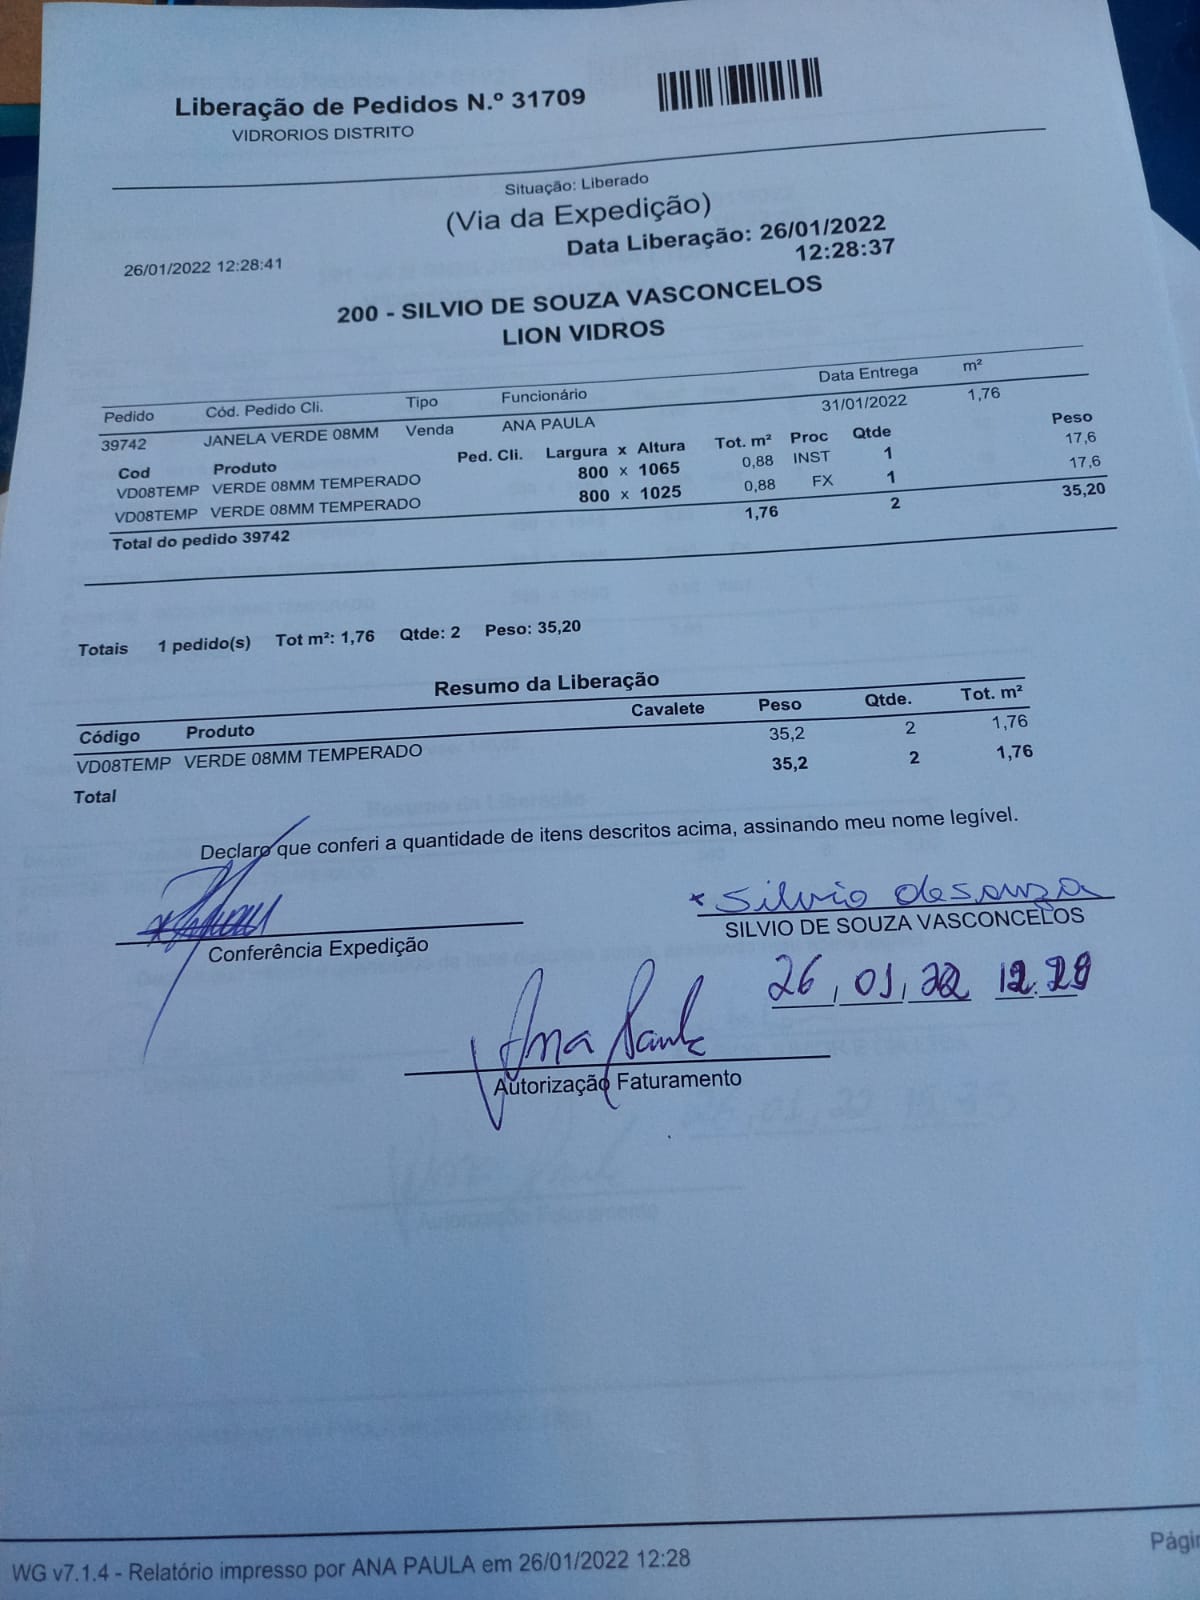 Liberação de Pedidos N.º 31709
VIDRORIOS DISTRITO
Situação: Liberado
(Via da Expedição)
26/01/2022 12:28:41 Data Liberação: 26/01/2022
12:28:37
200 - SILVIO DE SOUZA VASCONCELOS
LION VIDROS
Pedido Cód. Pedido Cli. Tipo Funcionário Data Entrega m²
39742 JANELA VERDE 08MM Venda ANA PAULA 31/01/2022 1,76
Cod Produto Ped. Cli. Largura x Altura Tot. m² Proc Qtde Peso
VD08TEMP VERDE 08MM TEMPERADO 800 x 1065 0,88 INST 1 17,6
VD08TEMP VERDE 08MM TEMPERADO 800 x 1025 0,88 FX 1 17,6
Total do pedido 39742 1,76 2 35,20
Totais 1 pedido(s) Tot m²: 1,76 Qtde: 2 Peso: 35,20
Resumo da Liberação
Código Produto Cavalete Peso Qtde. Tot. m²
VD08TEMP VERDE 08MM TEMPERADO 35,2 2 1,76
Total 35,2 2 1,76
Declaro que conferi a quantidade de itens descritos acima, assinando meu nome legível.
Silvio de souza
Conferência Expedição SILVIO DE SOUZA VASCONCELOS
26, 01, 22 12.29
Ana Paula
Autorização Faturamento
WG v7.1.4 - Relatório impresso por ANA PAULA em 26/01/2022 12:28